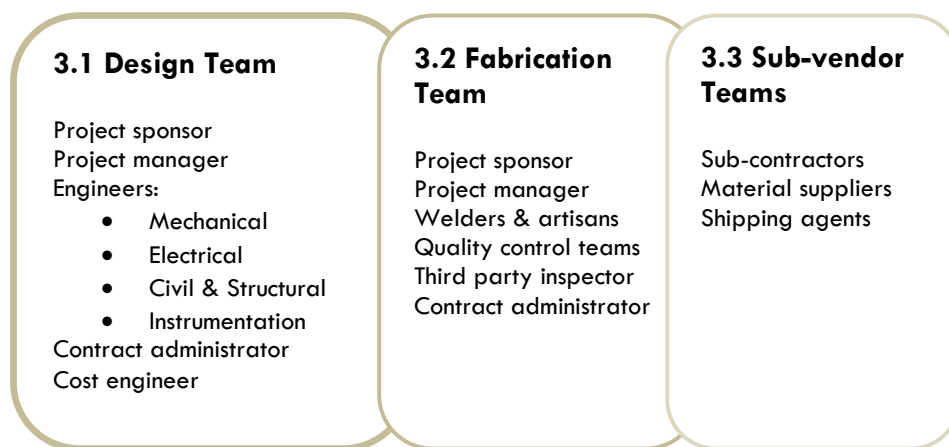 3.1 Design Team
Project sponsor
Project manager
Engineers:
• Mechanical
• Electrical
• Civil & Structural
• Instrumentation
Contract administrator
Cost engineer
3.2 Fabrication
Team
Project sponsor
Project manager
Welders & artisans
Quality control teams
Third party inspector
Contract administrator
3.3 Sub-vendor
Teams
Sub-contractors
Material suppliers
Shipping agents